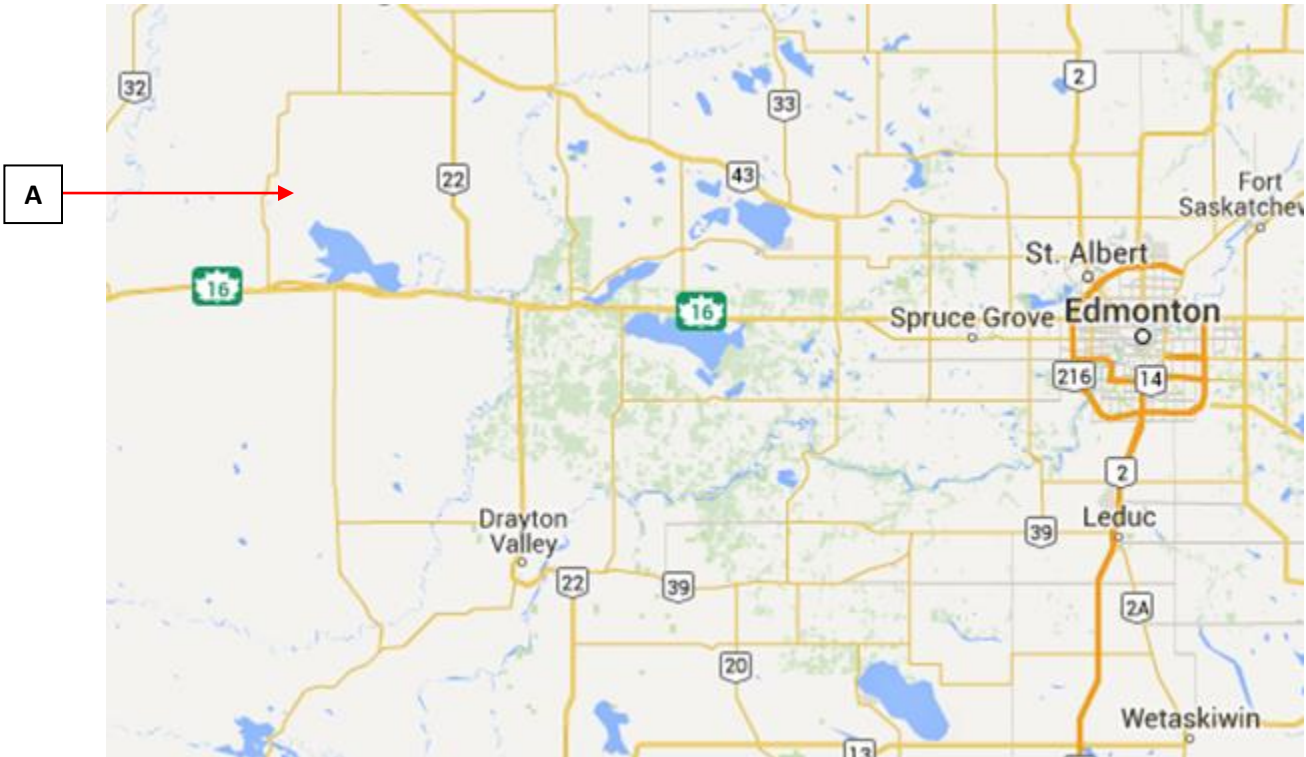 32
22
33
2
A
43
Fort
Saskatchew
St. Albert
16
16
Spruce Grove
Edmonton
216
14
2
Drayton
Valley
39
Leduc
22
39
2A
20
Wetaskiwin
13